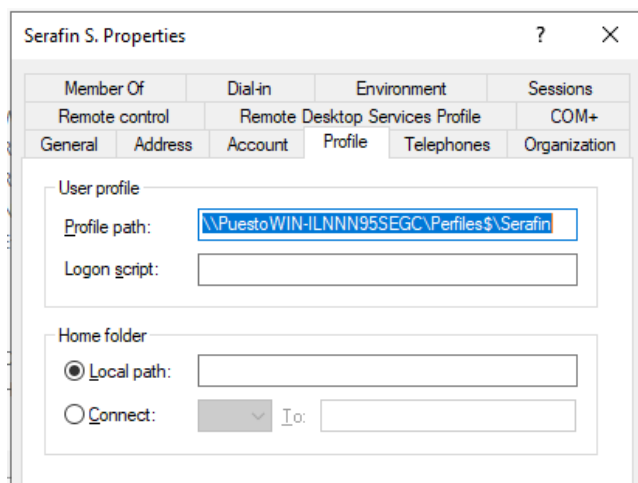 Serafin S. Properties ?
Member Of Dial-in Environment Sessions
Remote control Remote Desktop Services Profile COM+
General Address Account Profile Telephones Organization
User profile
Profile path: \\PuestoWIN-ILNNN95SEGC\Perfiles$\Serafin
Logon script:
Home folder
Local path:
Connect: To: